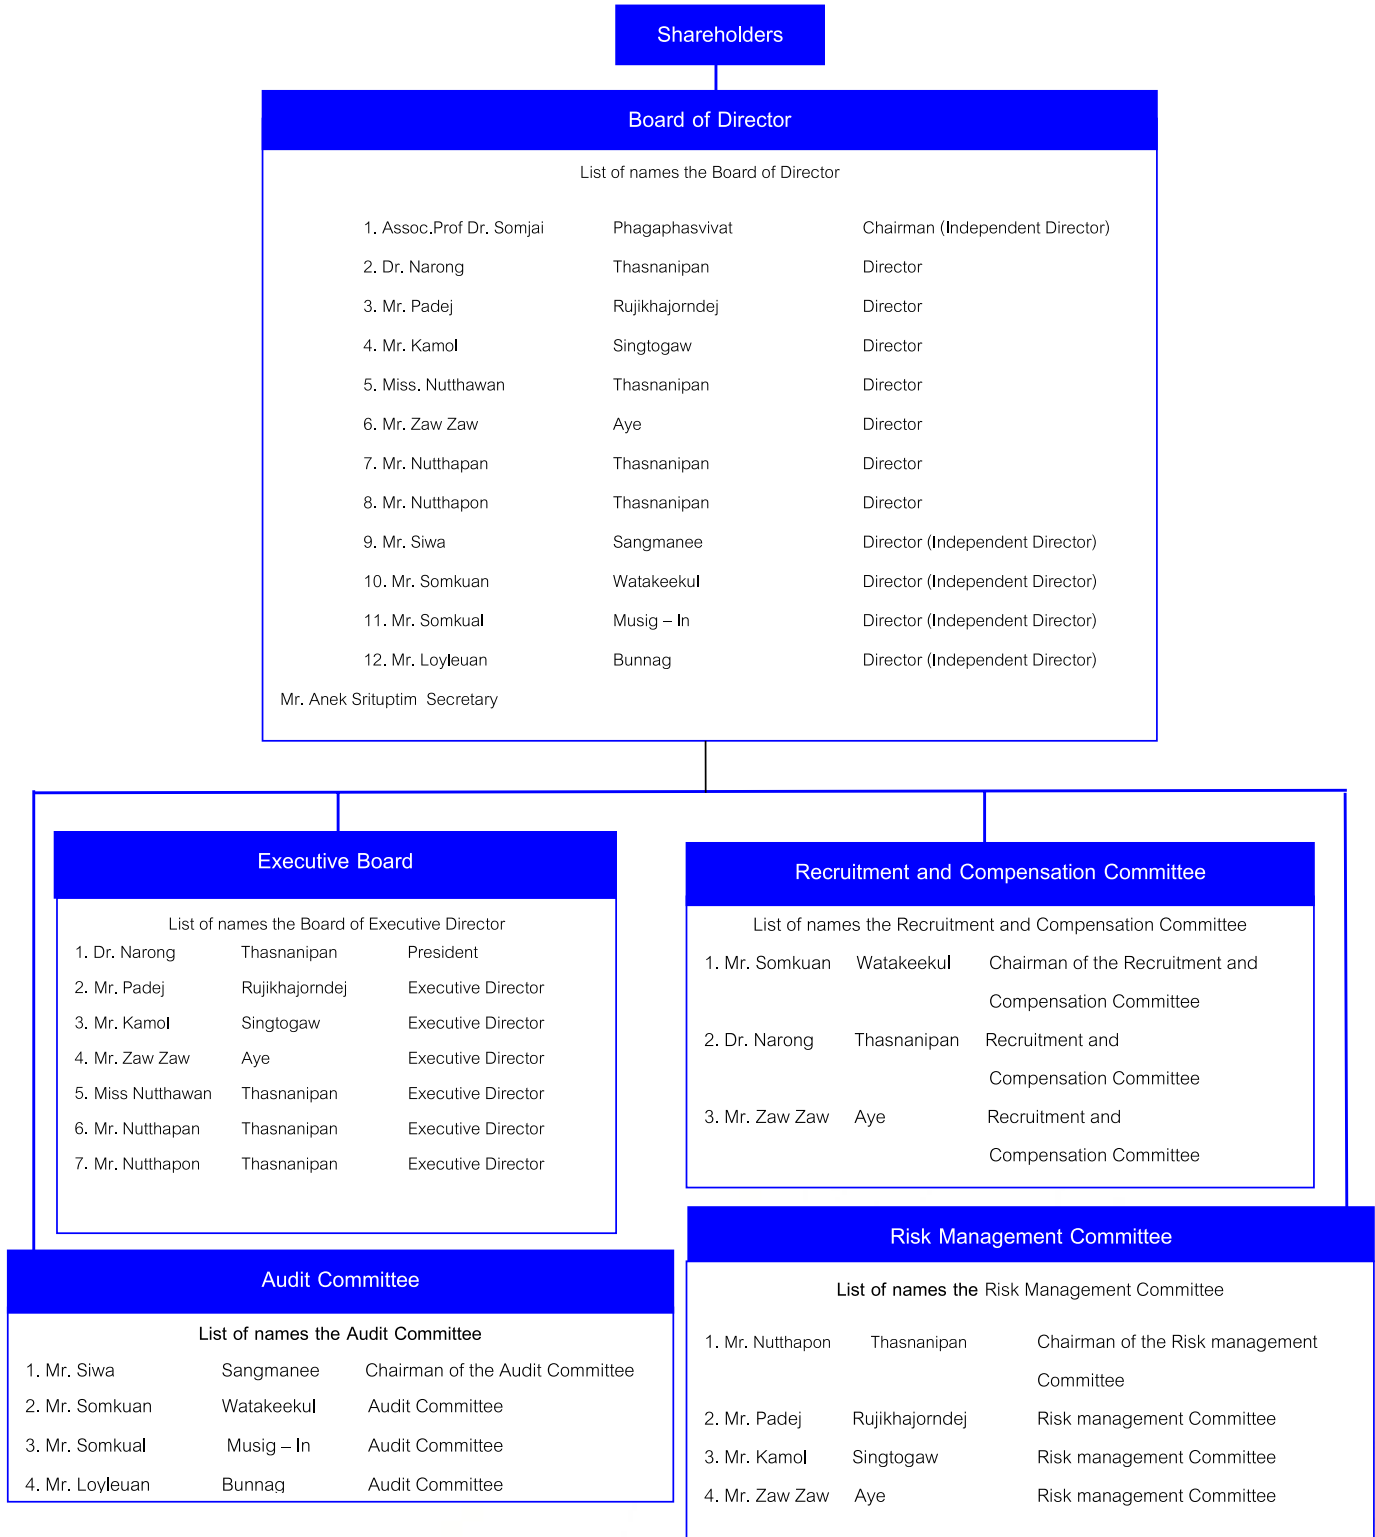 Shareholders
Board of Director
List of names the Board of Director
1. Assoc.Prof Dr. Somjai Phagaphasvivat Chairman (Independent Director)
2. Dr. Narong Thasnanipan Director
3. Mr. Padej Rujikhajorndej Director
4. Mr. Kamol Singtogaw Director
5. Miss. Nutthawan Thasnanipan Director
6. Mr. Zaw Zaw Aye Director
7. Mr. Nutthapan Thasnanipan Director
8. Mr. Nutthapon Thasnanipan Director
9. Mr. Siwa Sangmanee Director (Independent Director)
10. Mr. Somkuan Watakeekul Director (Independent Director)
11. Mr. Somkual Musig – In Director (Independent Director)
12. Mr. Loyleuan Bunnag Director (Independent Director)
Mr. Anek Srituptim Secretary
Executive Board
List of names the Board of Executive Director
1. Dr. Narong Thasnanipan President
2. Mr. Padej Rujikhajorndej Executive Director
3. Mr. Kamol Singtogaw Executive Director
4. Mr. Zaw Zaw Aye Executive Director
5. Miss Nutthawan Thasnanipan Executive Director
6. Mr. Nutthapan Thasnanipan Executive Director
7. Mr. Nutthapon Thasnanipan Executive Director
Recruitment and Compensation Committee
List of names the Recruitment and Compensation Committee
1. Mr. Somkuan Watakeekul Chairman of the Recruitment and
Compensation Committee
2. Dr. Narong Thasnanipan Recruitment and
Compensation Committee
3. Mr. Zaw Zaw Aye Recruitment and
Compensation Committee
Audit Committee
List of names the Audit Committee
1. Mr. Siwa Sangmanee Chairman of the Audit Committee
2. Mr. Somkuan Watakeekul Audit Committee
3. Mr. Somkual Musig – In Audit Committee
4. Mr. Loyleuan Bunnag Audit Committee
Risk Management Committee
List of names the Risk Management Committee
1. Mr. Nutthapon Thasnanipan Chairman of the Risk management
Committee
2. Mr. Padej Rujikhajorndej Risk management Committee
3. Mr. Kamol Singtogaw Risk management Committee
4. Mr. Zaw Zaw Aye Risk management Committee